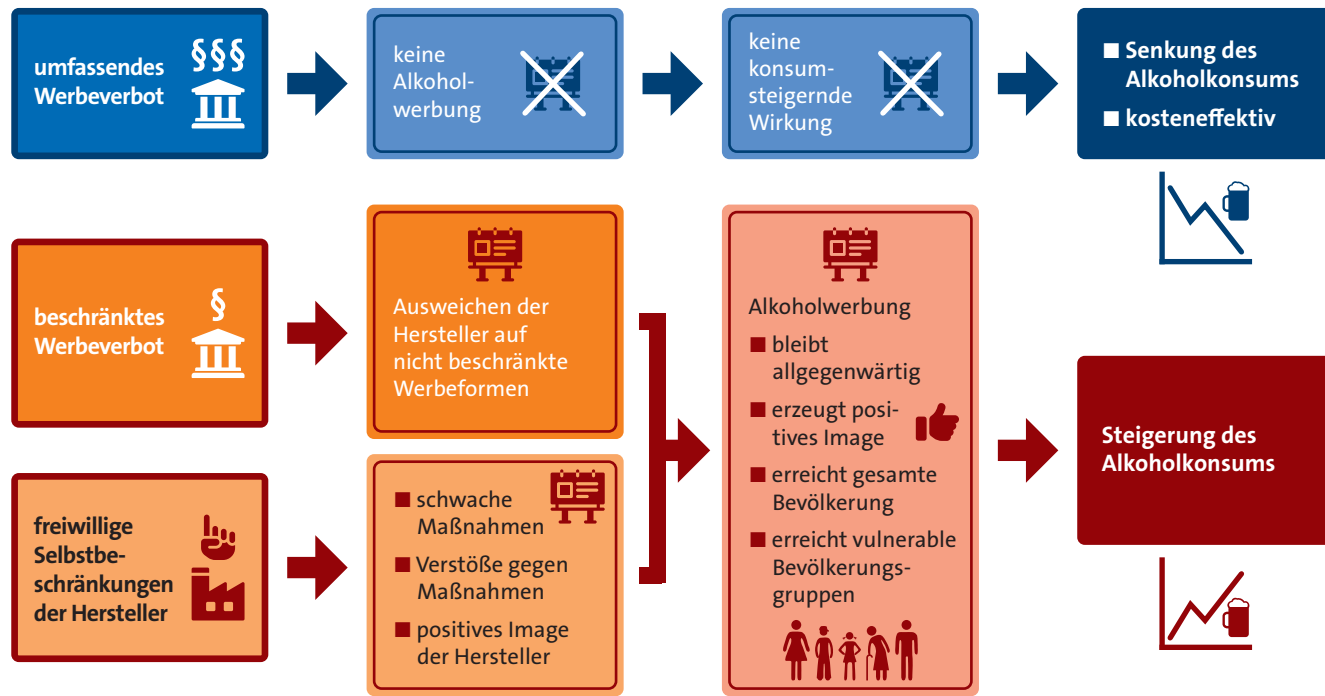 umfassendes
Werbeverbot
§§§
keine
Alkohol-
werbung
keine
konsum-
steigernde
Wirkung
■ Senkung des
Alkoholkonsums
■ kosteneffektiv
beschränktes
Werbeverbot
§
Ausweichen der
Hersteller auf
nicht beschränkte
Werbeformen
freiwillige
Selbstbe-
schränkungen
der Hersteller
■ schwache
Maßnahmen
■ Verstöße gegen
Maßnahmen
■ positives Image
der Hersteller
Alkoholwerbung
■ bleibt
allgegenwärtig
■ erzeugt posi-
tives Image
■ erreicht gesamte
Bevölkerung
■ erreicht vulnerable
Bevölkerungs-
gruppen
Steigerung des
Alkoholkonsums